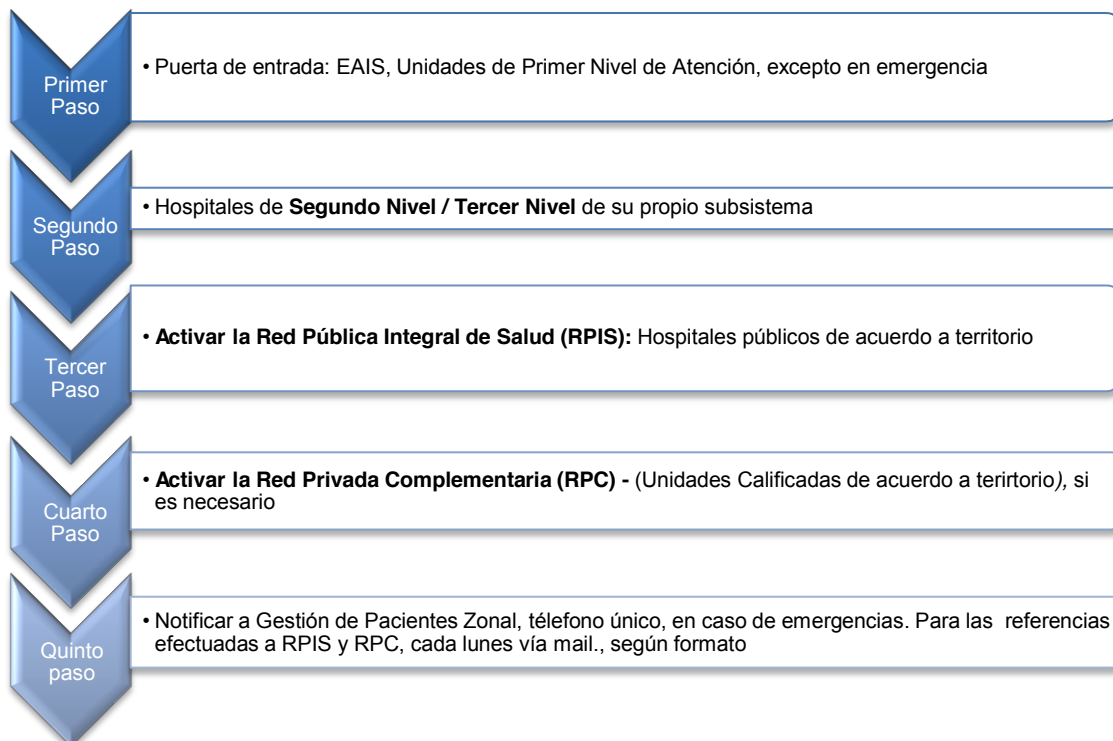 Primer
Paso
• Puerta de entrada: EAIS, Unidades de Primer Nivel de Atención, excepto en emergencia
Segundo
Paso
• Hospitales de Segundo Nivel / Tercer Nivel de su propio subsistema
Tercer
Paso
• Activar la Red Pública Integral de Salud (RPIS): Hospitales públicos de acuerdo a territorio
Cuarto
Paso
• Activar la Red Privada Complementaria (RPC) - (Unidades Calificadas de acuerdo a terirtorio), si
es necesario
Quinto
paso
• Notificar a Gestión de Pacientes Zonal, télefono único, en caso de emergencias. Para las referencias
efectuadas a RPIS y RPC, cada lunes vía mail., según formato